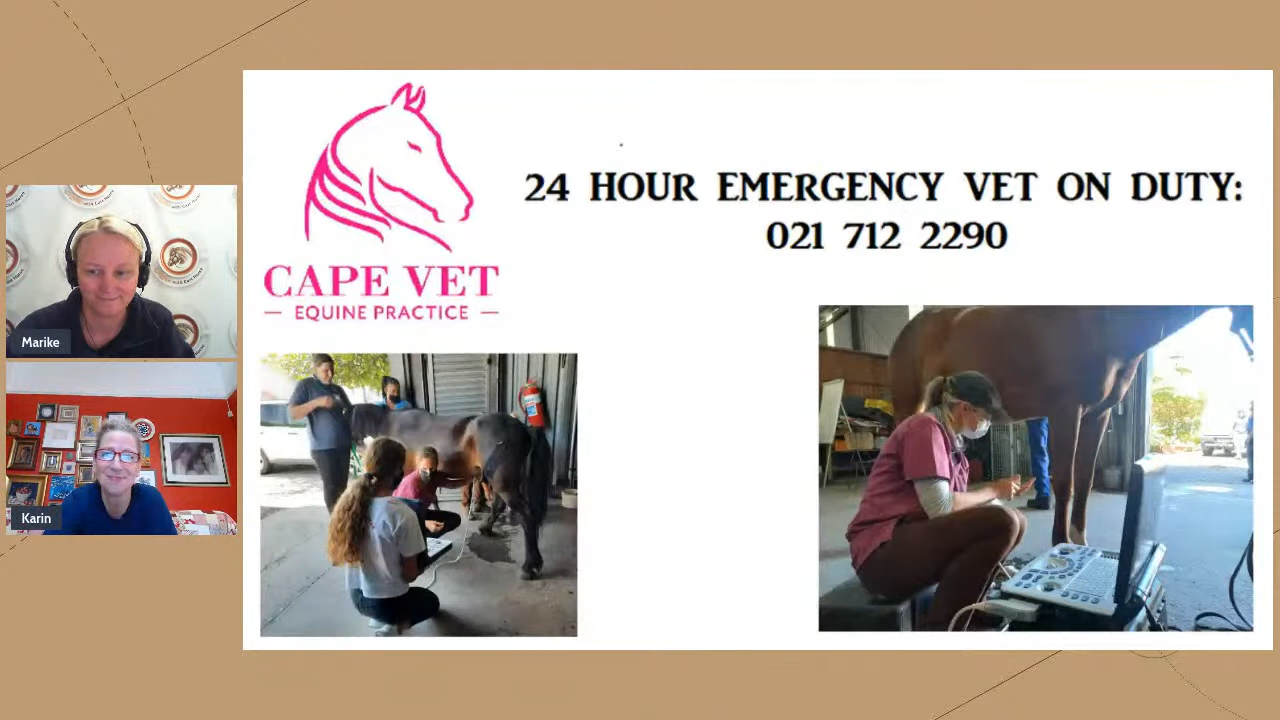 CAPE VET
— EQUINE PRACTICE —
24 HOUR EMERGENCY VET ON DUTY:
021 712 2290
Marike
Karin